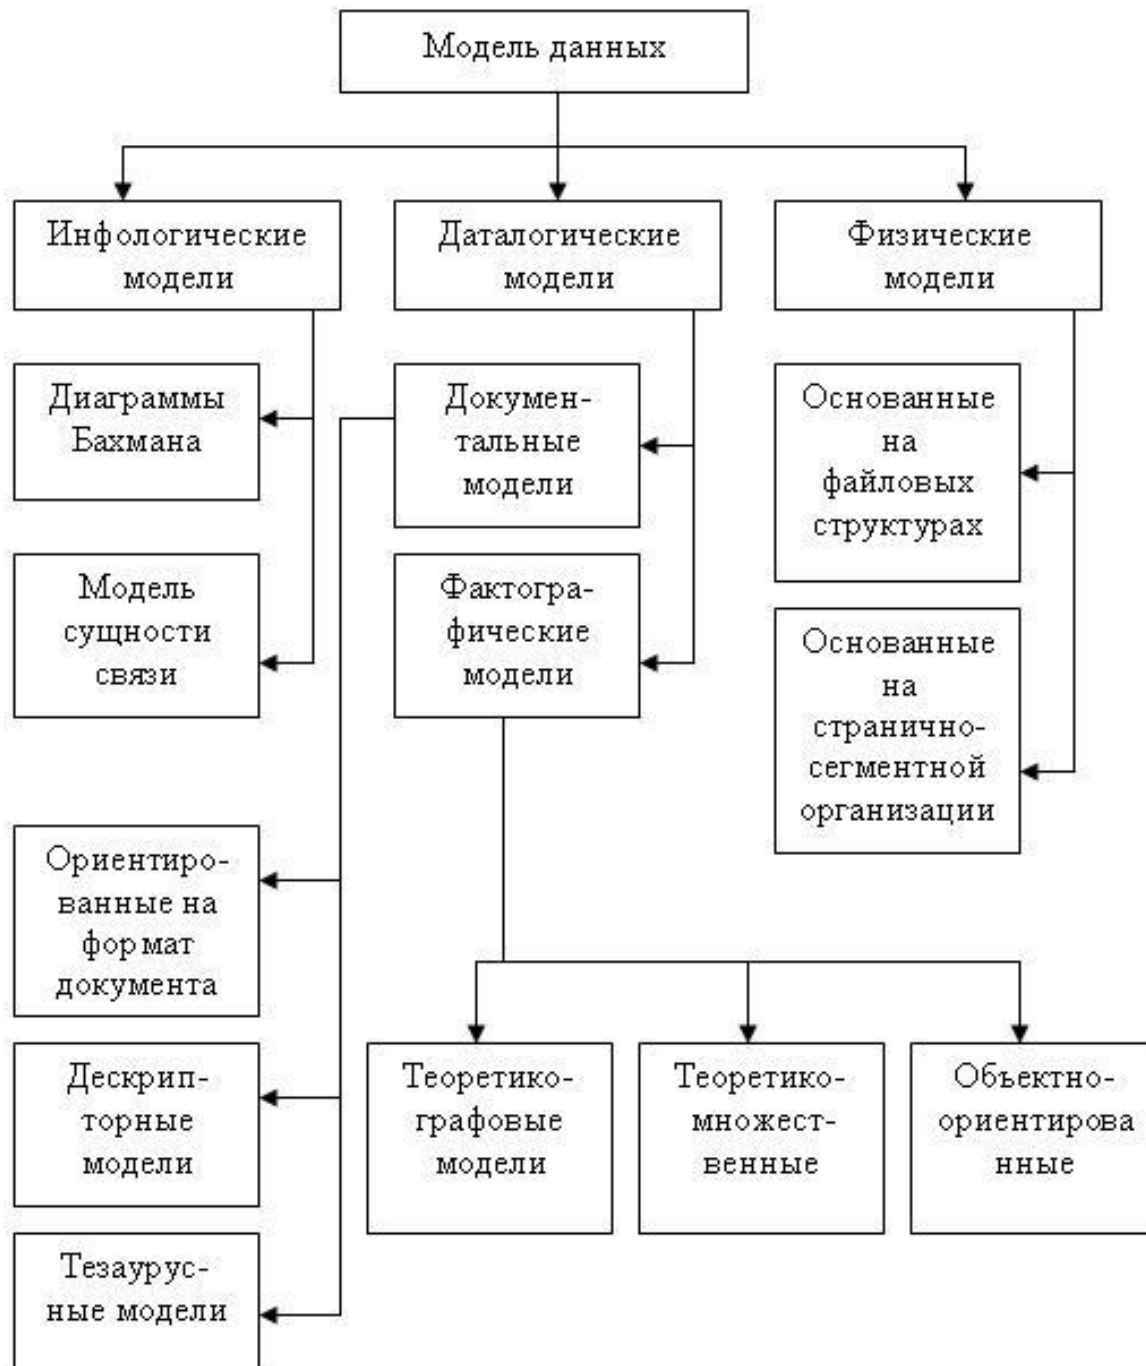 Модель данных
Инфологические
модели
Даталогические
модели
Физические
модели
Диаграммы
Бахмана
Докумен-
тальные
модели
Основанные
на
файловых
структурах
Модель
сущности
связи
Фактогра-
фические
модели
Основанные
на
странично-
сегментной
организации
Ориентиро-
ванные на
формат
документа
Дескрип-
торные
модели
Теоретико-
графовые
модели
Теоретико-
множест-
венные
Объектно-
ориентирова
нные
Тезаурус-
ные модели